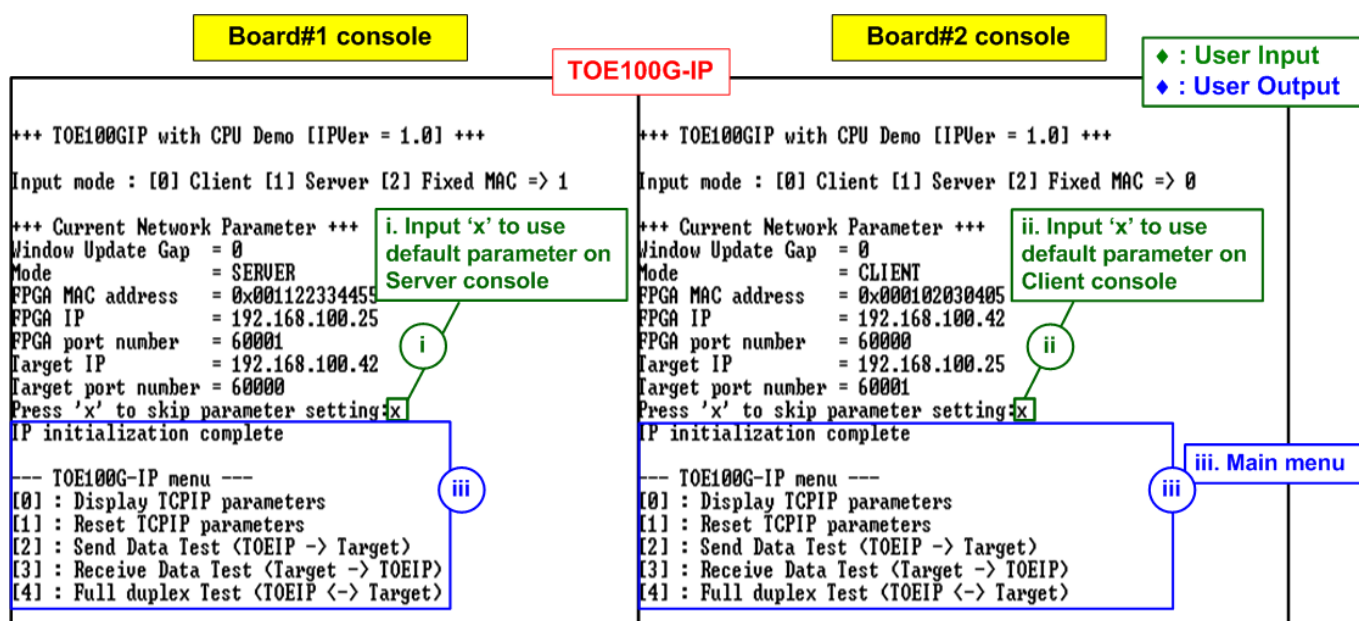 Board#1 console
Board#2 console
TOE100G-IP
♦ : User Input
♦ : User Output
+++ TOE100GIP with CPU Demo [IPVer = 1.0] +++
Input mode : [0] Client [1] Server [2] Fixed MAC => 1
+++ Current Network Parameter +++
Window Update Gap = 0
Mode = SERVER
FPGA MAC address = 0x001122334455
FPGA IP = 192.168.100.25
FPGA port number = 60001
Target IP = 192.168.100.42
Target port number = 60000
Press 'x' to skip parameter setting:x
IP initialization complete
--- TOE100G-IP menu ---
[0] : Display TCPIP parameters
[1] : Reset TCPIP parameters
[2] : Send Data Test (TOEIP -> Target)
[3] : Receive Data Test (Target -> TOEIP)
[4] : Full duplex Test (TOEIP <-> Target)
i. Input ‘x’ to use
default parameter on
Server console
i
iii
+++ TOE100GIP with CPU Demo [IPVer = 1.0] +++
Input mode : [0] Client [1] Server [2] Fixed MAC => 0
+++ Current Network Parameter +++
Window Update Gap = 0
Mode = CLIENT
FPGA MAC address = 0x000102030405
FPGA IP = 192.168.100.42
FPGA port number = 60000
Target IP = 192.168.100.25
Target port number = 60001
Press 'x' to skip parameter setting:x
IP initialization complete
--- TOE100G-IP menu ---
[0] : Display TCPIP parameters
[1] : Reset TCPIP parameters
[2] : Send Data Test (TOEIP -> Target)
[3] : Receive Data Test (Target -> TOEIP)
[4] : Full duplex Test (TOEIP <-> Target)
ii. Input ‘x’ to use
default parameter on
Client console
ii
iii. Main menu
iii